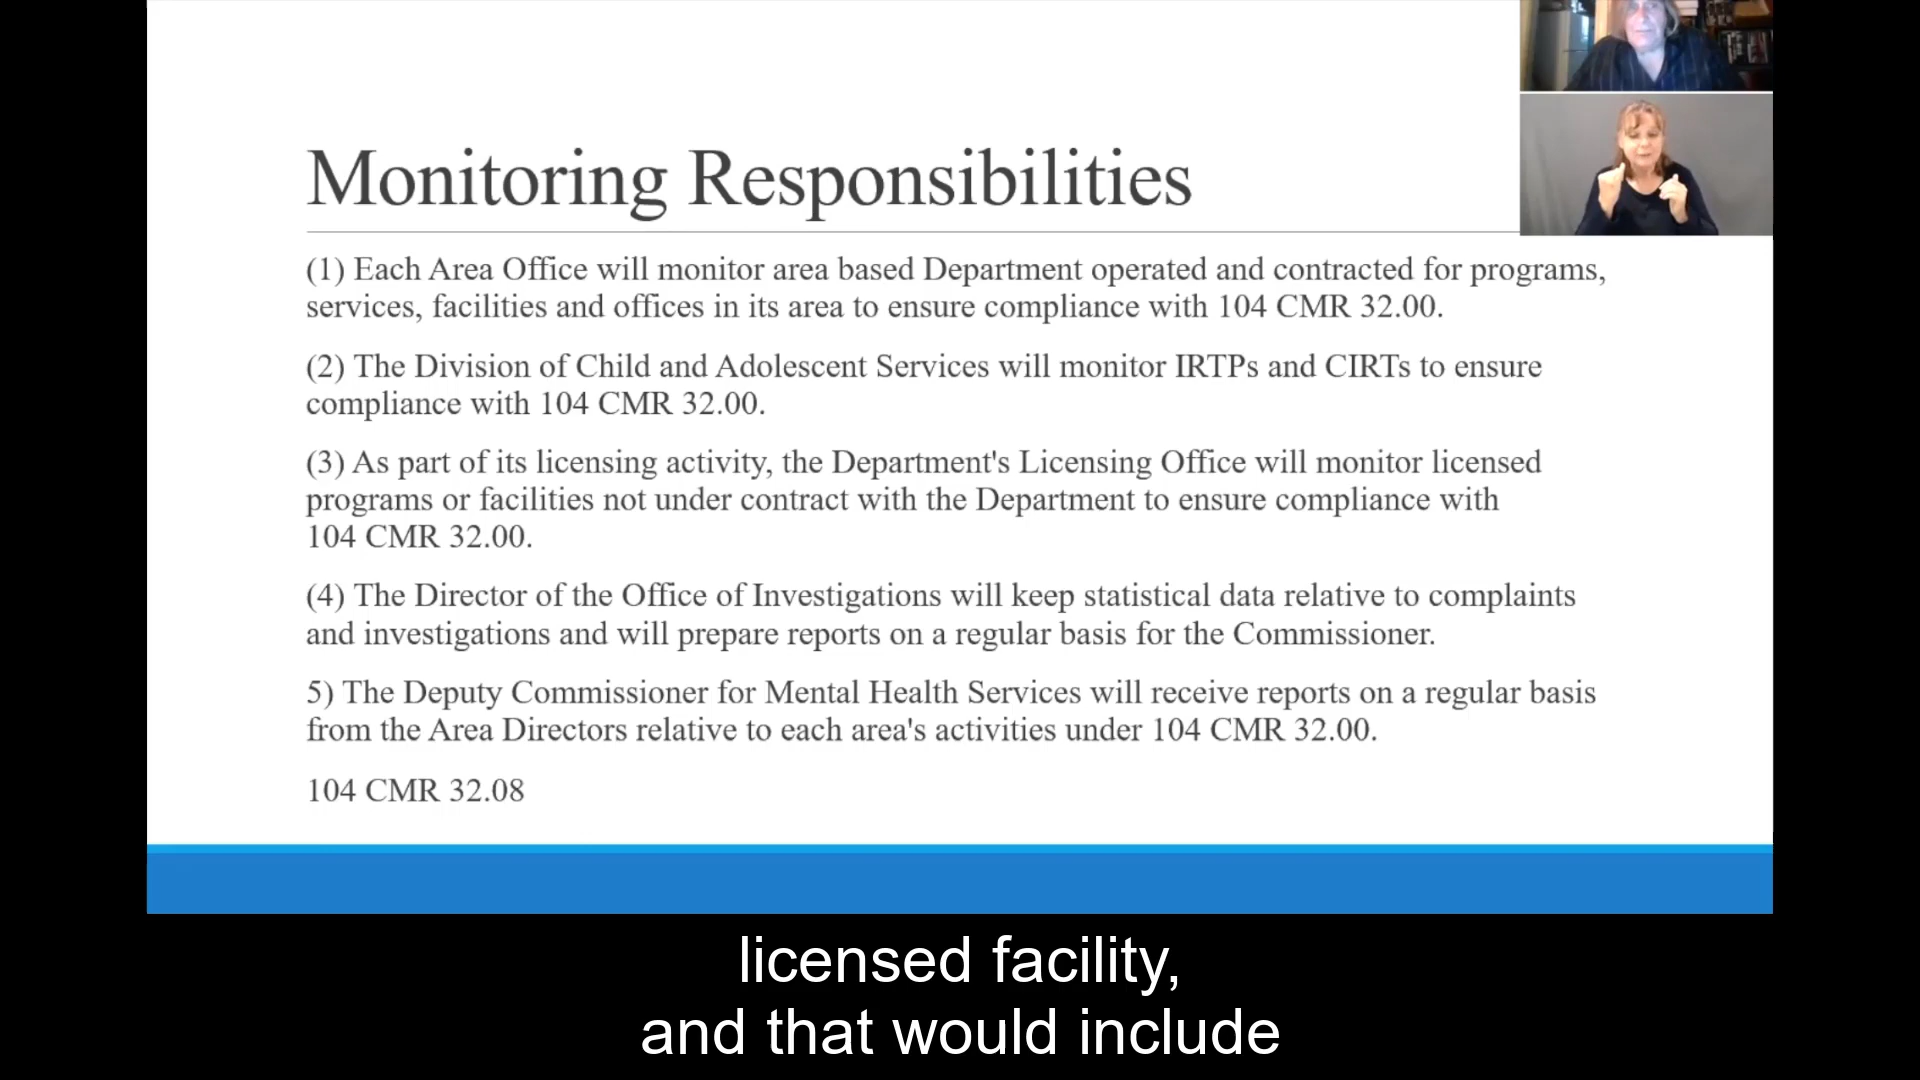 Monitoring Responsibilities
(1) Each Area Office will monitor area based Department operated and contracted for programs,
services, facilities and offices in its area to ensure compliance with 104 CMR 32.00.
(2) The Division of Child and Adolescent Services will monitor IRTPs and CIRTs to ensure
compliance with 104 CMR 32.00.
(3) As part of its licensing activity, the Department's Licensing Office will monitor licensed
programs or facilities not under contract with the Department to ensure compliance with
104 CMR 32.00.
(4) The Director of the Office of Investigations will keep statistical data relative to complaints
and investigations and will prepare reports on a regular basis for the Commissioner.
5) The Deputy Commissioner for Mental Health Services will receive reports on a regular basis
from the Area Directors relative to each area's activities under 104 CMR 32.00.
104 CMR 32.08
licensed facility,
and that would include